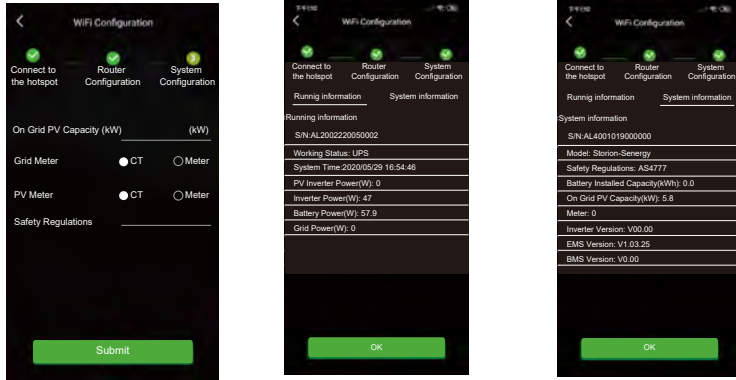 WiFi Configuration
Connect to the hotspot
Router Configuration
System Configuration
On Grid PV Capacity (kW) (kW)
Grid Meter CT Meter
PV Meter CT Meter
Safety Regulations
Submit
WiFi Configuration
Connect to the hotspot
Router Configuration
System Configuration
Runnig information System information
Running information
S/N:AL2002220050002
Working Status: UPS
System Time:2020/05/29 16:54:46
PV Inverter Power(W): 0
Inverter Power(W): 47
Battery Power(W): 57.9
Grid Power(W): 0
OK
WiFi Configuration
Connect to the hotspot
Router Configuration
System Configuration
Runnig information System information
System information
S/N:AL4001019000000
Model: Storion-Senergy
Safety Regulations: AS4777
Battery Installed Capacity(kWh): 0.0
On Grid PV Capacity(kW): 5.8
Meter: 0
Inverter Version: V00.00
EMS Version: V1.03.25
BMS Version: V0.00
OK